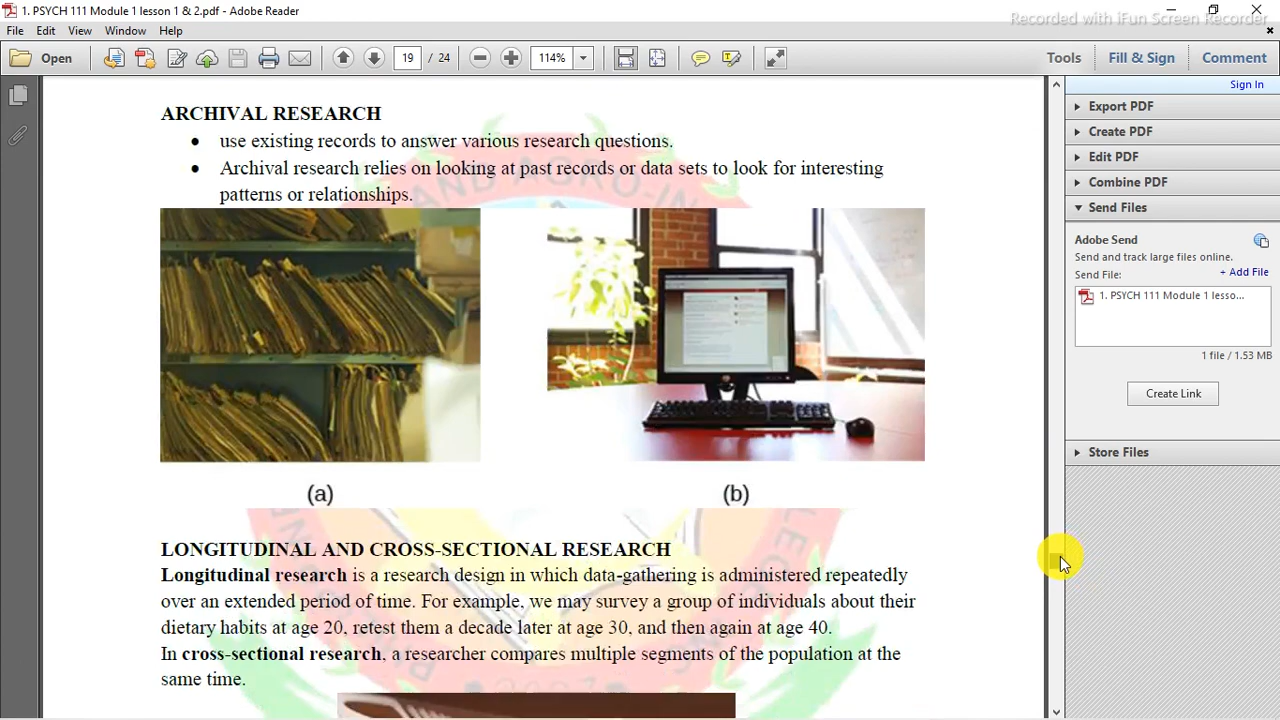 1. PSYCH 111 Module 1 lesson 1 & 2.pdf - Adobe Reader
Recorded with iFun Screen Recorder
File Edit View Window Help
Open 19 / 24 114% Tools Fill & Sign Comment
Sign In
ARCHIVAL RESEARCH
• use existing records to answer various research questions.
• Archival research relies on looking at past records or data sets to look for interesting
patterns or relationships.
(a) (b)
LONGITUDINAL AND CROSS-SECTIONAL RESEARCH
Longitudinal research is a research design in which data-gathering is administered repeatedly
over an extended period of time. For example, we may survey a group of individuals about their
dietary habits at age 20, retest them a decade later at age 30, and then again at age 40.
In cross-sectional research, a researcher compares multiple segments of the population at the
same time.
Export PDF
Create PDF
Edit PDF
Combine PDF
Send Files
Adobe Send
Send and track large files online.
Send File: + Add File
1. PSYCH 111 Module 1 lesso...
1 file / 1.53 MB
Create Link
Store Files